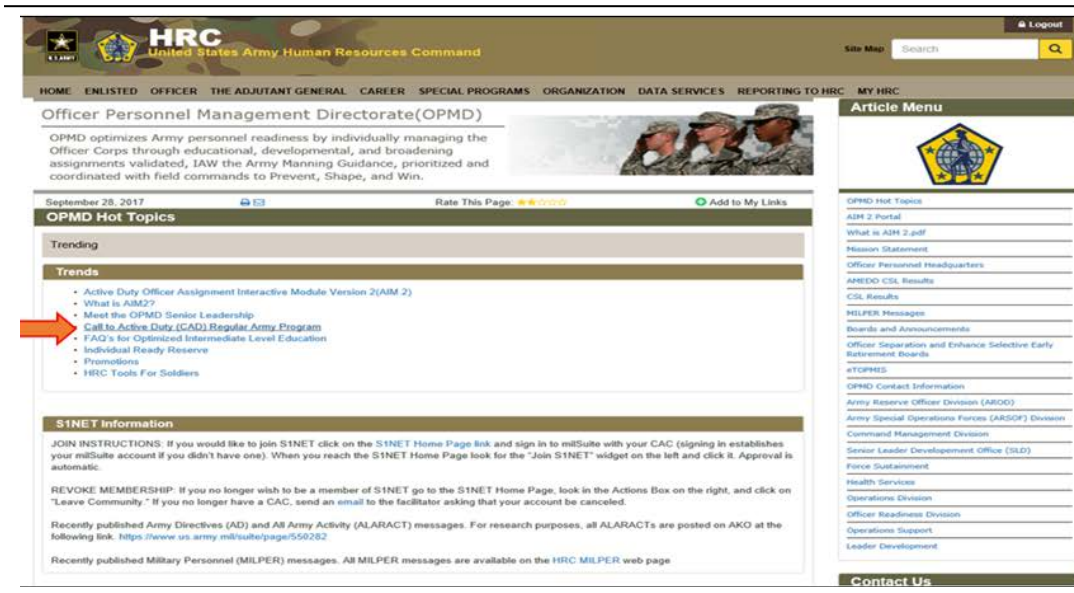 Logout
HRC
United States Army Human Resources Command
U.S.ARMY
Site Map
Search
HOME ENLISTED OFFICER THE ADJUTANT GENERAL CAREER SPECIAL PROGRAMS ORGANIZATION DATA SERVICES REPORTING TO HRC MY HRC
Officer Personnel Management Directorate(OPMD)
OPMD optimizes Army personnel readiness by individually managing the
Officer Corps through educational, developmental, and broadening
assignments validated, IAW the Army Manning Guidance, prioritized and
coordinated with field commands to Prevent, Shape, and Win.
September 28, 2017
Rate This Page:
Add to My Links
OPMD Hot Topics
Trending
Trends
• Active Duty Officer Assignment Interactive Module Version 2(AIM 2)
• What is AIM2?
• Meet the OPMD Senior Leadership
• Call to Active Duty (CAD) Regular Army Program
• FAQ's for Optimized Intermediate Level Education
• Individual Ready Reserve
• Promotions
• HRC Tools For Soldiers
S1NET Information
JOIN INSTRUCTIONS: If you would like to join S1NET click on the S1NET Home Page link and sign in to milSuite with your CAC (signing in establishes
your milSuite account if you didn't have one). When you reach the S1NET Home Page look for the "Join S1NET" widget on the left and click it. Approval is
automatic.
REVOKE MEMBERSHIP: If you no longer wish to be a member of S1NET go to the S1NET Home Page, look in the Actions Box on the right, and click on
"Leave Community." If you no longer have a CAC, send an email to the facilitator asking that your account be canceled.
Recently published Army Directives (AD) and All Army Activity (ALARACT) messages. For research purposes, all ALARACTs are posted on AKO at the
following link. https://www.us.army.mil/suite/page/550282
Recently published Military Personnel (MILPER) messages. All MILPER messages are available on the HRC MILPER web page
Article Menu
OPMD Hot Topics
AIM 2 Portal
What is AIM 2.pdf
Mission Statement
Officer Personnel Headquarters
AMEDD CSL Results
CSL Results
MILPER Messages
Boards and Announcements
Officer Separation and Enhance Selective Early
Retirement Boards
eTOPMIS
OPMD Contact Information
Army Reserve Officer Division (AROD)
Army Special Operations Forces (ARSOF) Division
Command Management Division
Senior Leader Developement Office (SLD)
Force Sustainment
Health Services
Operations Division
Officer Readiness Division
Operations Support
Leader Development
Contact Us